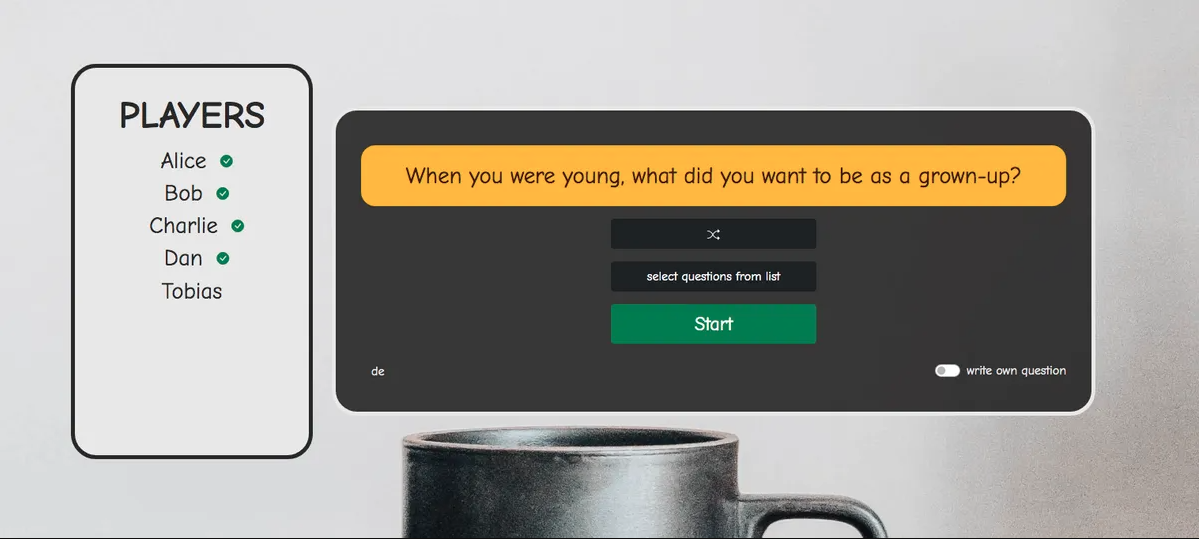 PLAYERS
Alice
Bob
Charlie
Dan
Tobias
When you were young, what did you want to be as a grown-up?
select questions from list
Start
de
write own question